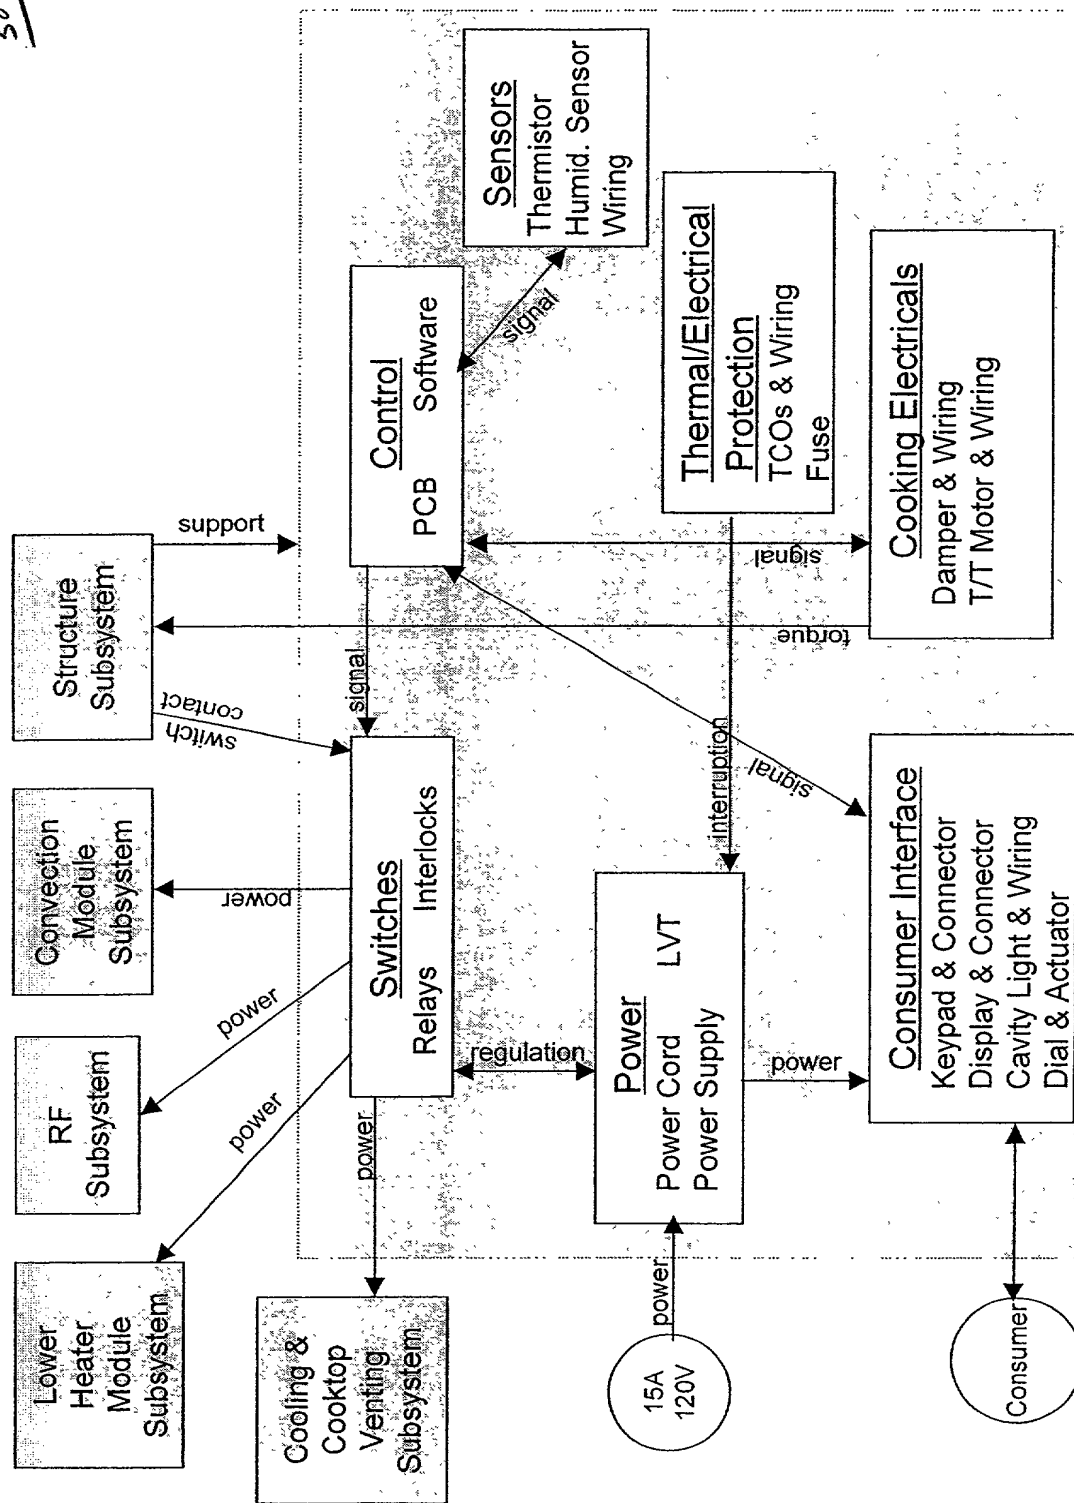 Lower
Heater
Module
Subsystem
RF
Subsystem
Convection
Module
Subsystem
Structure
Subsystem
power
power
power
switch
contact
support
Cooling &
Cooktop
Venting
Subsystem
power
Switches
Relays Interlocks
signal
Control
PCB Software
signal
Sensors
Thermistor
Humid. Sensor
Wiring
regulation
15A
120V
power
Power
Power Cord LVT
Power Supply
interruption
Thermal/Electrical
Protection
TCOs & Wiring
Fuse
power
signal
torque
signal
Consumer
Consumer Interface
Keypad & Connector
Display & Connector
Cavity Light & Wiring
Dial & Actuator
Cooking Electricals
Damper & Wiring
T/T Motor & Wiring